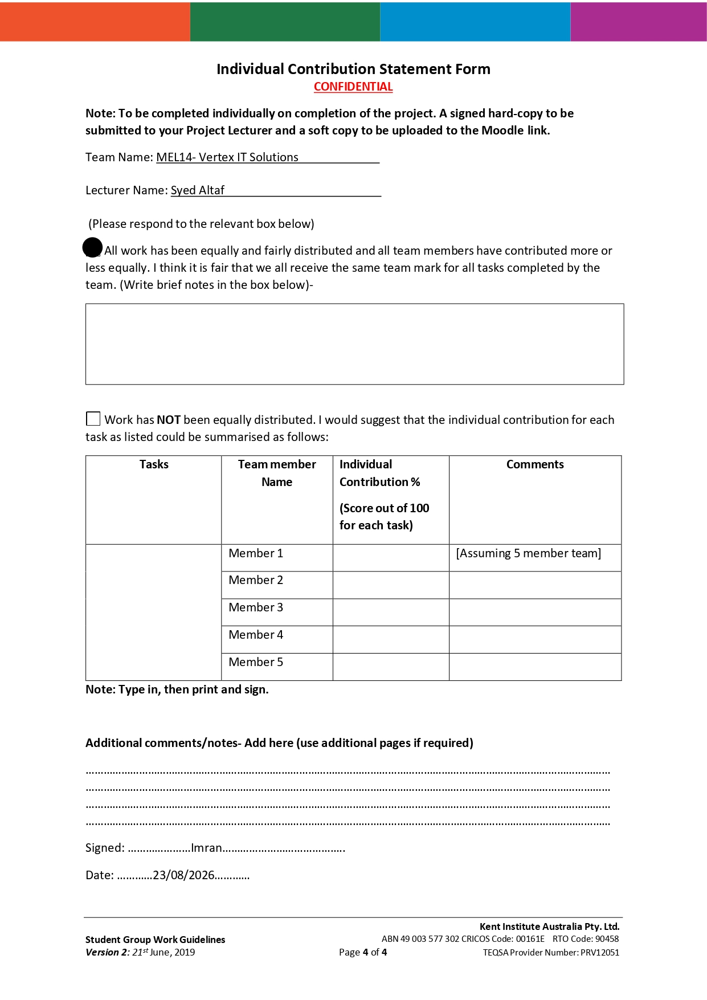 Individual Contribution Statement Form
CONFIDENTIAL
Note: To be completed individually on completion of the project. A signed hard-copy to be
submitted to your Project Lecturer and a soft copy to be uploaded to the Moodle link.
Team Name: MEL14- Vertex IT Solutions
Lecturer Name: Syed Altaf
(Please respond to the relevant box below)
All work has been equally and fairly distributed and all team members have contributed more or
less equally. I think it is fair that we all receive the same team mark for all tasks completed by the
team. (Write brief notes in the box below)-
Work has NOT been equally distributed. I would suggest that the individual contribution for each
task as listed could be summarised as follows:
Tasks
Team member
Name
Individual
Contribution %
(Score out of 100
for each task)
Comments
Member 1
[Assuming 5 member team]
Member 2
Member 3
Member 4
Member 5
Note: Type in, then print and sign.
Additional comments/notes- Add here (use additional pages if required)
…………………………………………………………………………………………………………………………………………………………
…………………………………………………………………………………………………………………………………………………………
…………………………………………………………………………………………………………………………………………………………
…………………………………………………………………………………………………………………………………………………………
Signed: …………………Imran…………………………………..
Date: …………23/08/2026…………
Kent Institute Australia Pty. Ltd.
Student Group Work Guidelines
ABN 49 003 577 302 CRICOS Code: 00161E RTO Code: 90458
Version 2: 21st June, 2019
Page 4 of 4
TEQSA Provider Number: PRV12051